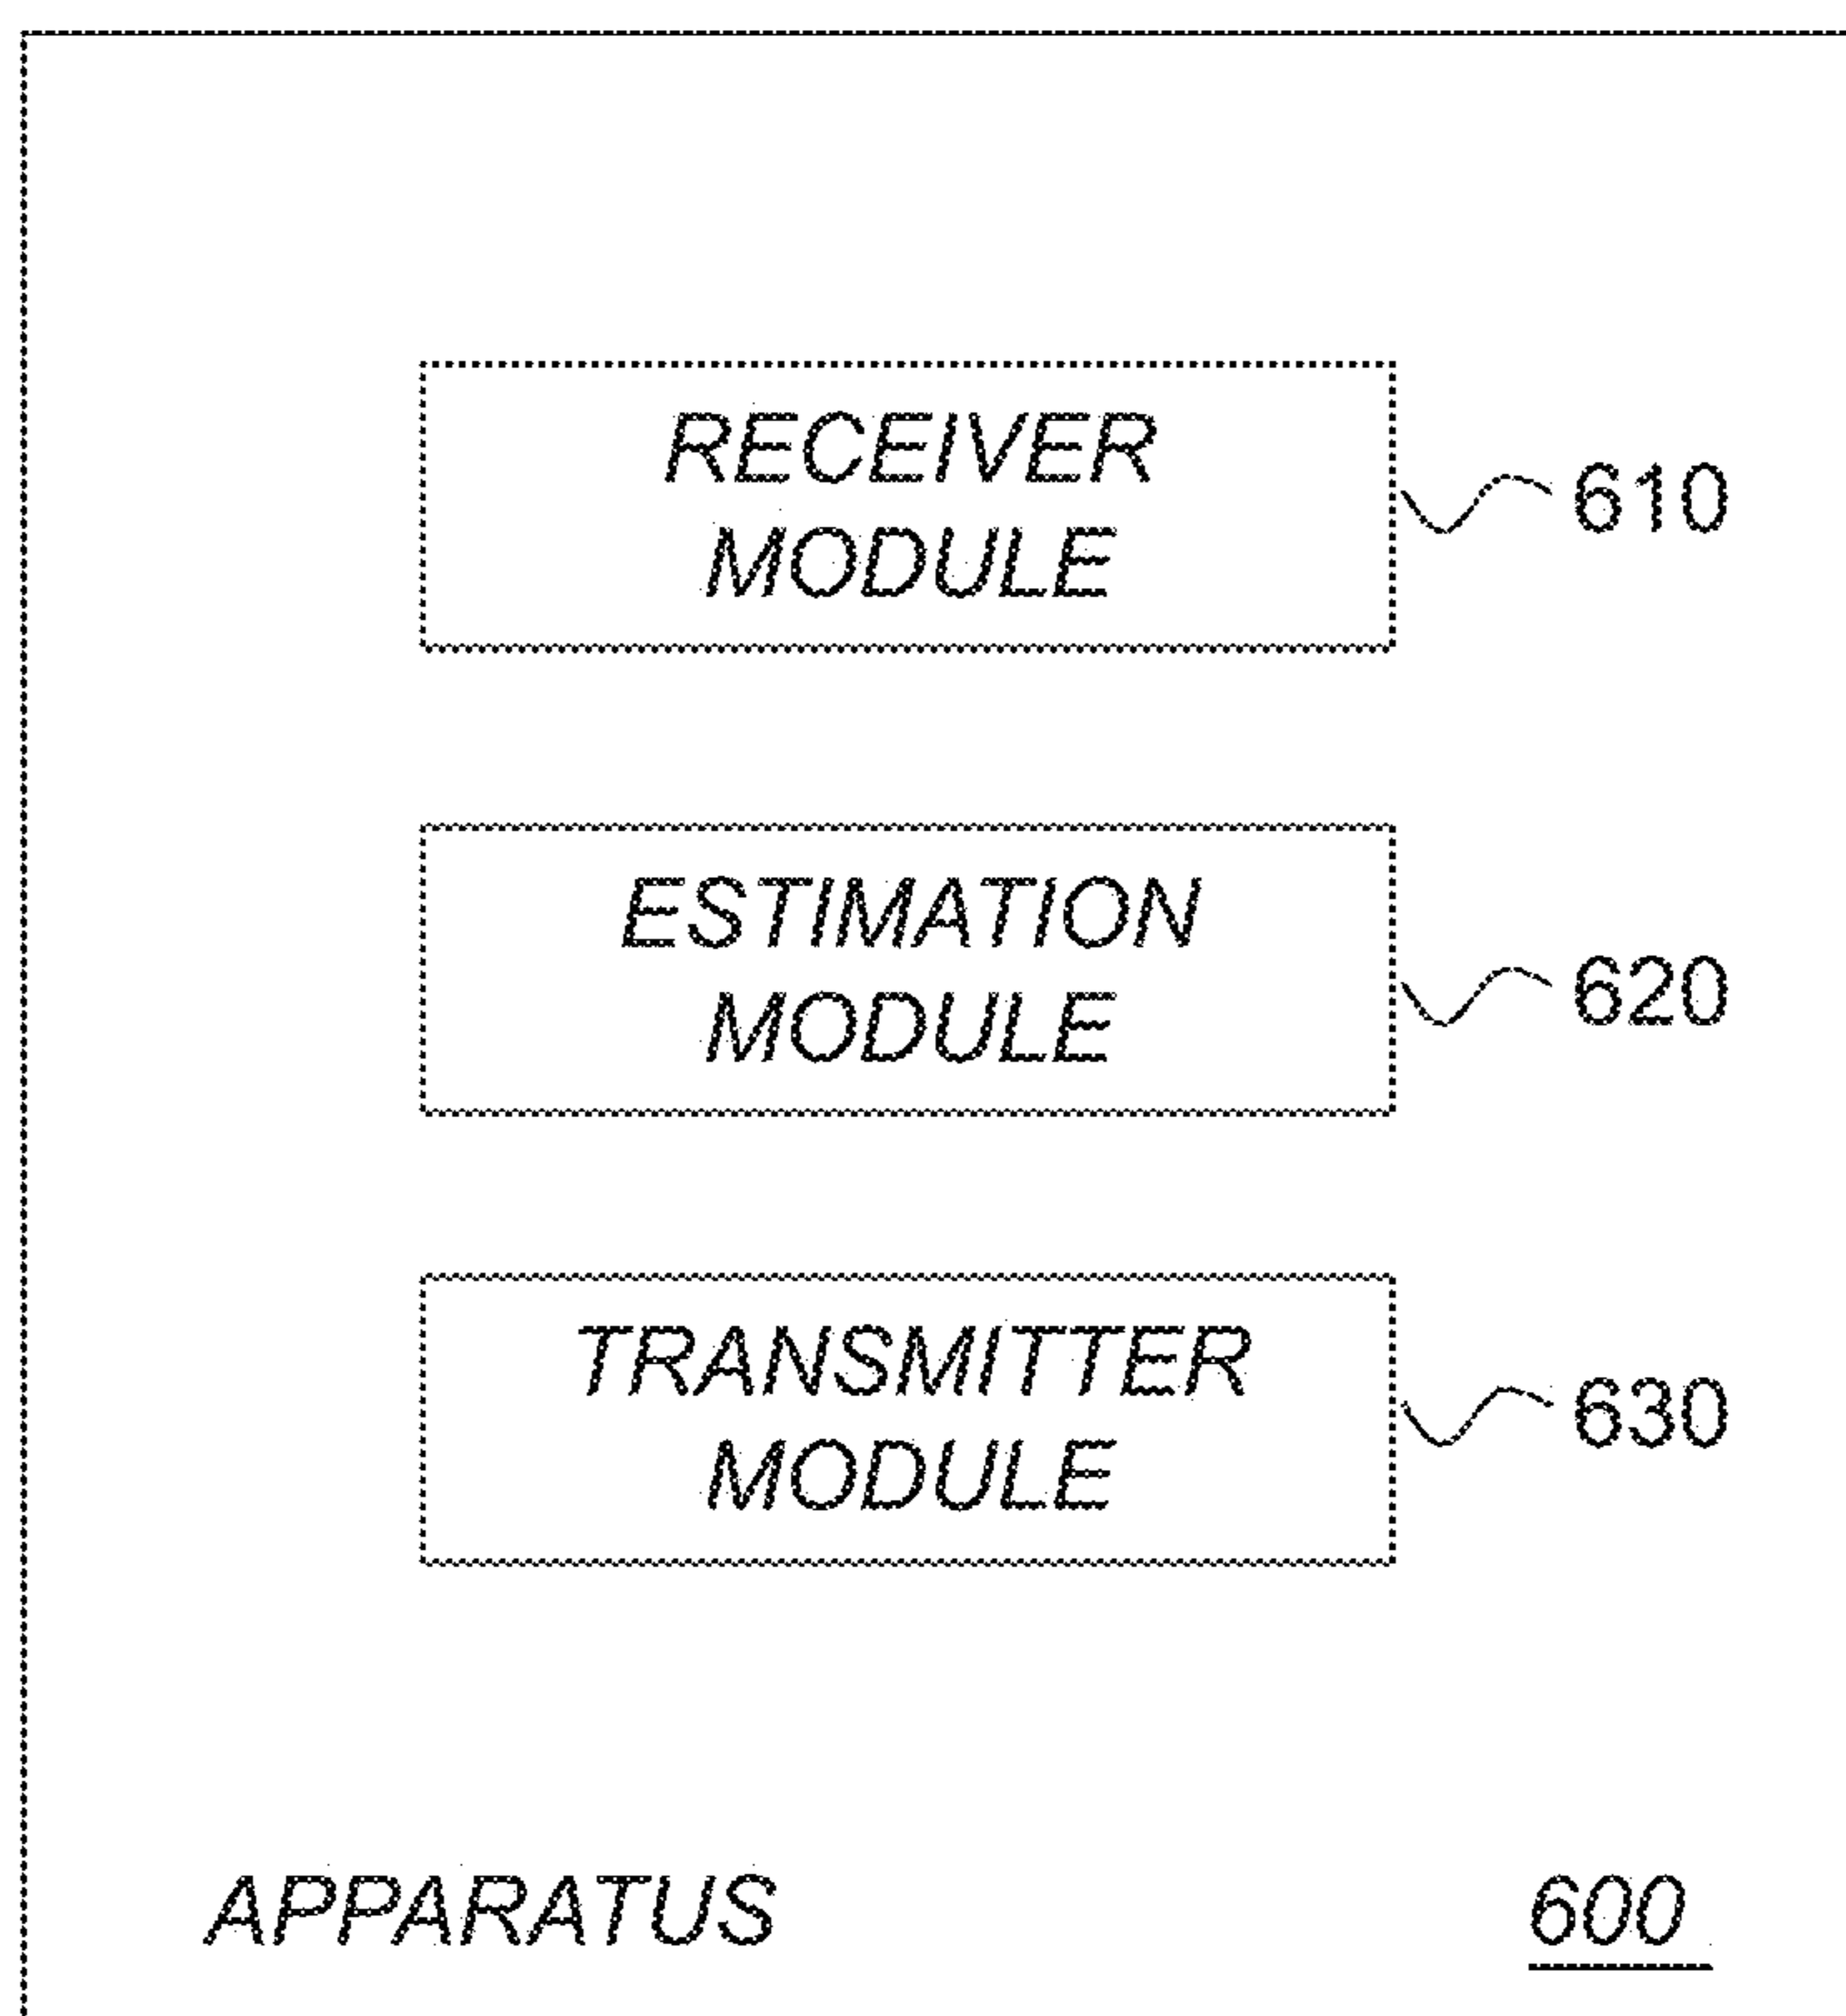 RECEIVER
MODULE
610
ESTIMATION
MODULE
620
TRANSMITTER
MODULE
630
APPARATUS
600